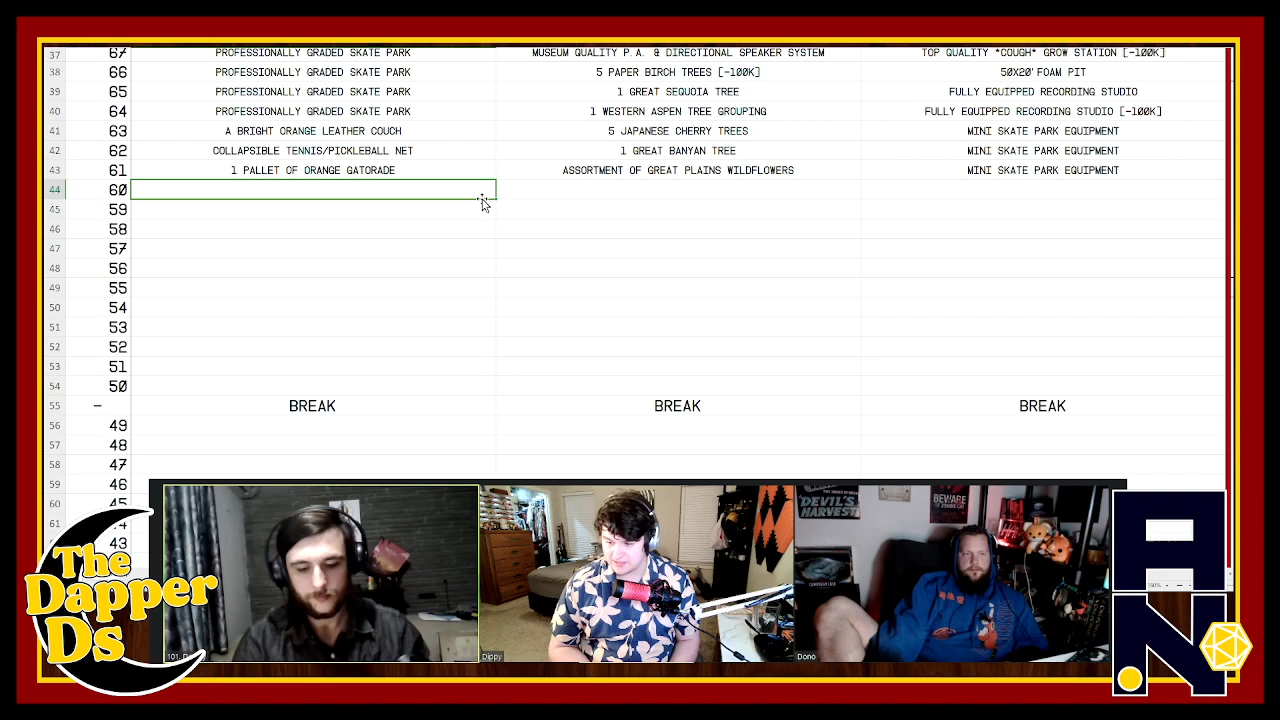 37 67 PROFESSIONALLY GRADED SKATE PARK MUSEUM QUALITY P.A. & DIRECTIONAL SPEAKER SYSTEM TOP QUALITY *COUGH* GROW STATION [-100K]
38 66 PROFESSIONALLY GRADED SKATE PARK 5 PAPER BIRCH TREES [-100K] 50X20' FOAM PIT
39 65 PROFESSIONALLY GRADED SKATE PARK 1 GREAT SEQUOIA TREE FULLY EQUIPPED RECORDING STUDIO
40 64 PROFESSIONALLY GRADED SKATE PARK 1 WESTERN ASPEN TREE GROUPING FULLY EQUIPPED RECORDING STUDIO [-100K]
41 63 A BRIGHT ORANGE LEATHER COUCH 5 JAPANESE CHERRY TREES MINI SKATE PARK EQUIPMENT
42 62 COLLAPSIBLE TENNIS/PICKLEBALL NET 1 GREAT BANYAN TREE MINI SKATE PARK EQUIPMENT
43 61 1 PALLET OF ORANGE GATORADE ASSORTMENT OF GREAT PLAINS WILDFLOWERS MINI SKATE PARK EQUIPMENT
44 60
45 59
46 58
47 57
48 56
49 55
50 54
51 53
52 52
53 51
54 50
55 - BREAK BREAK BREAK
56 49
57 48
58 47
59 46
60 45
61
43
The
Dapper
Ds
DEVIL'S
HARVEST
BEWARE
Dippy
Dono
160%
AN